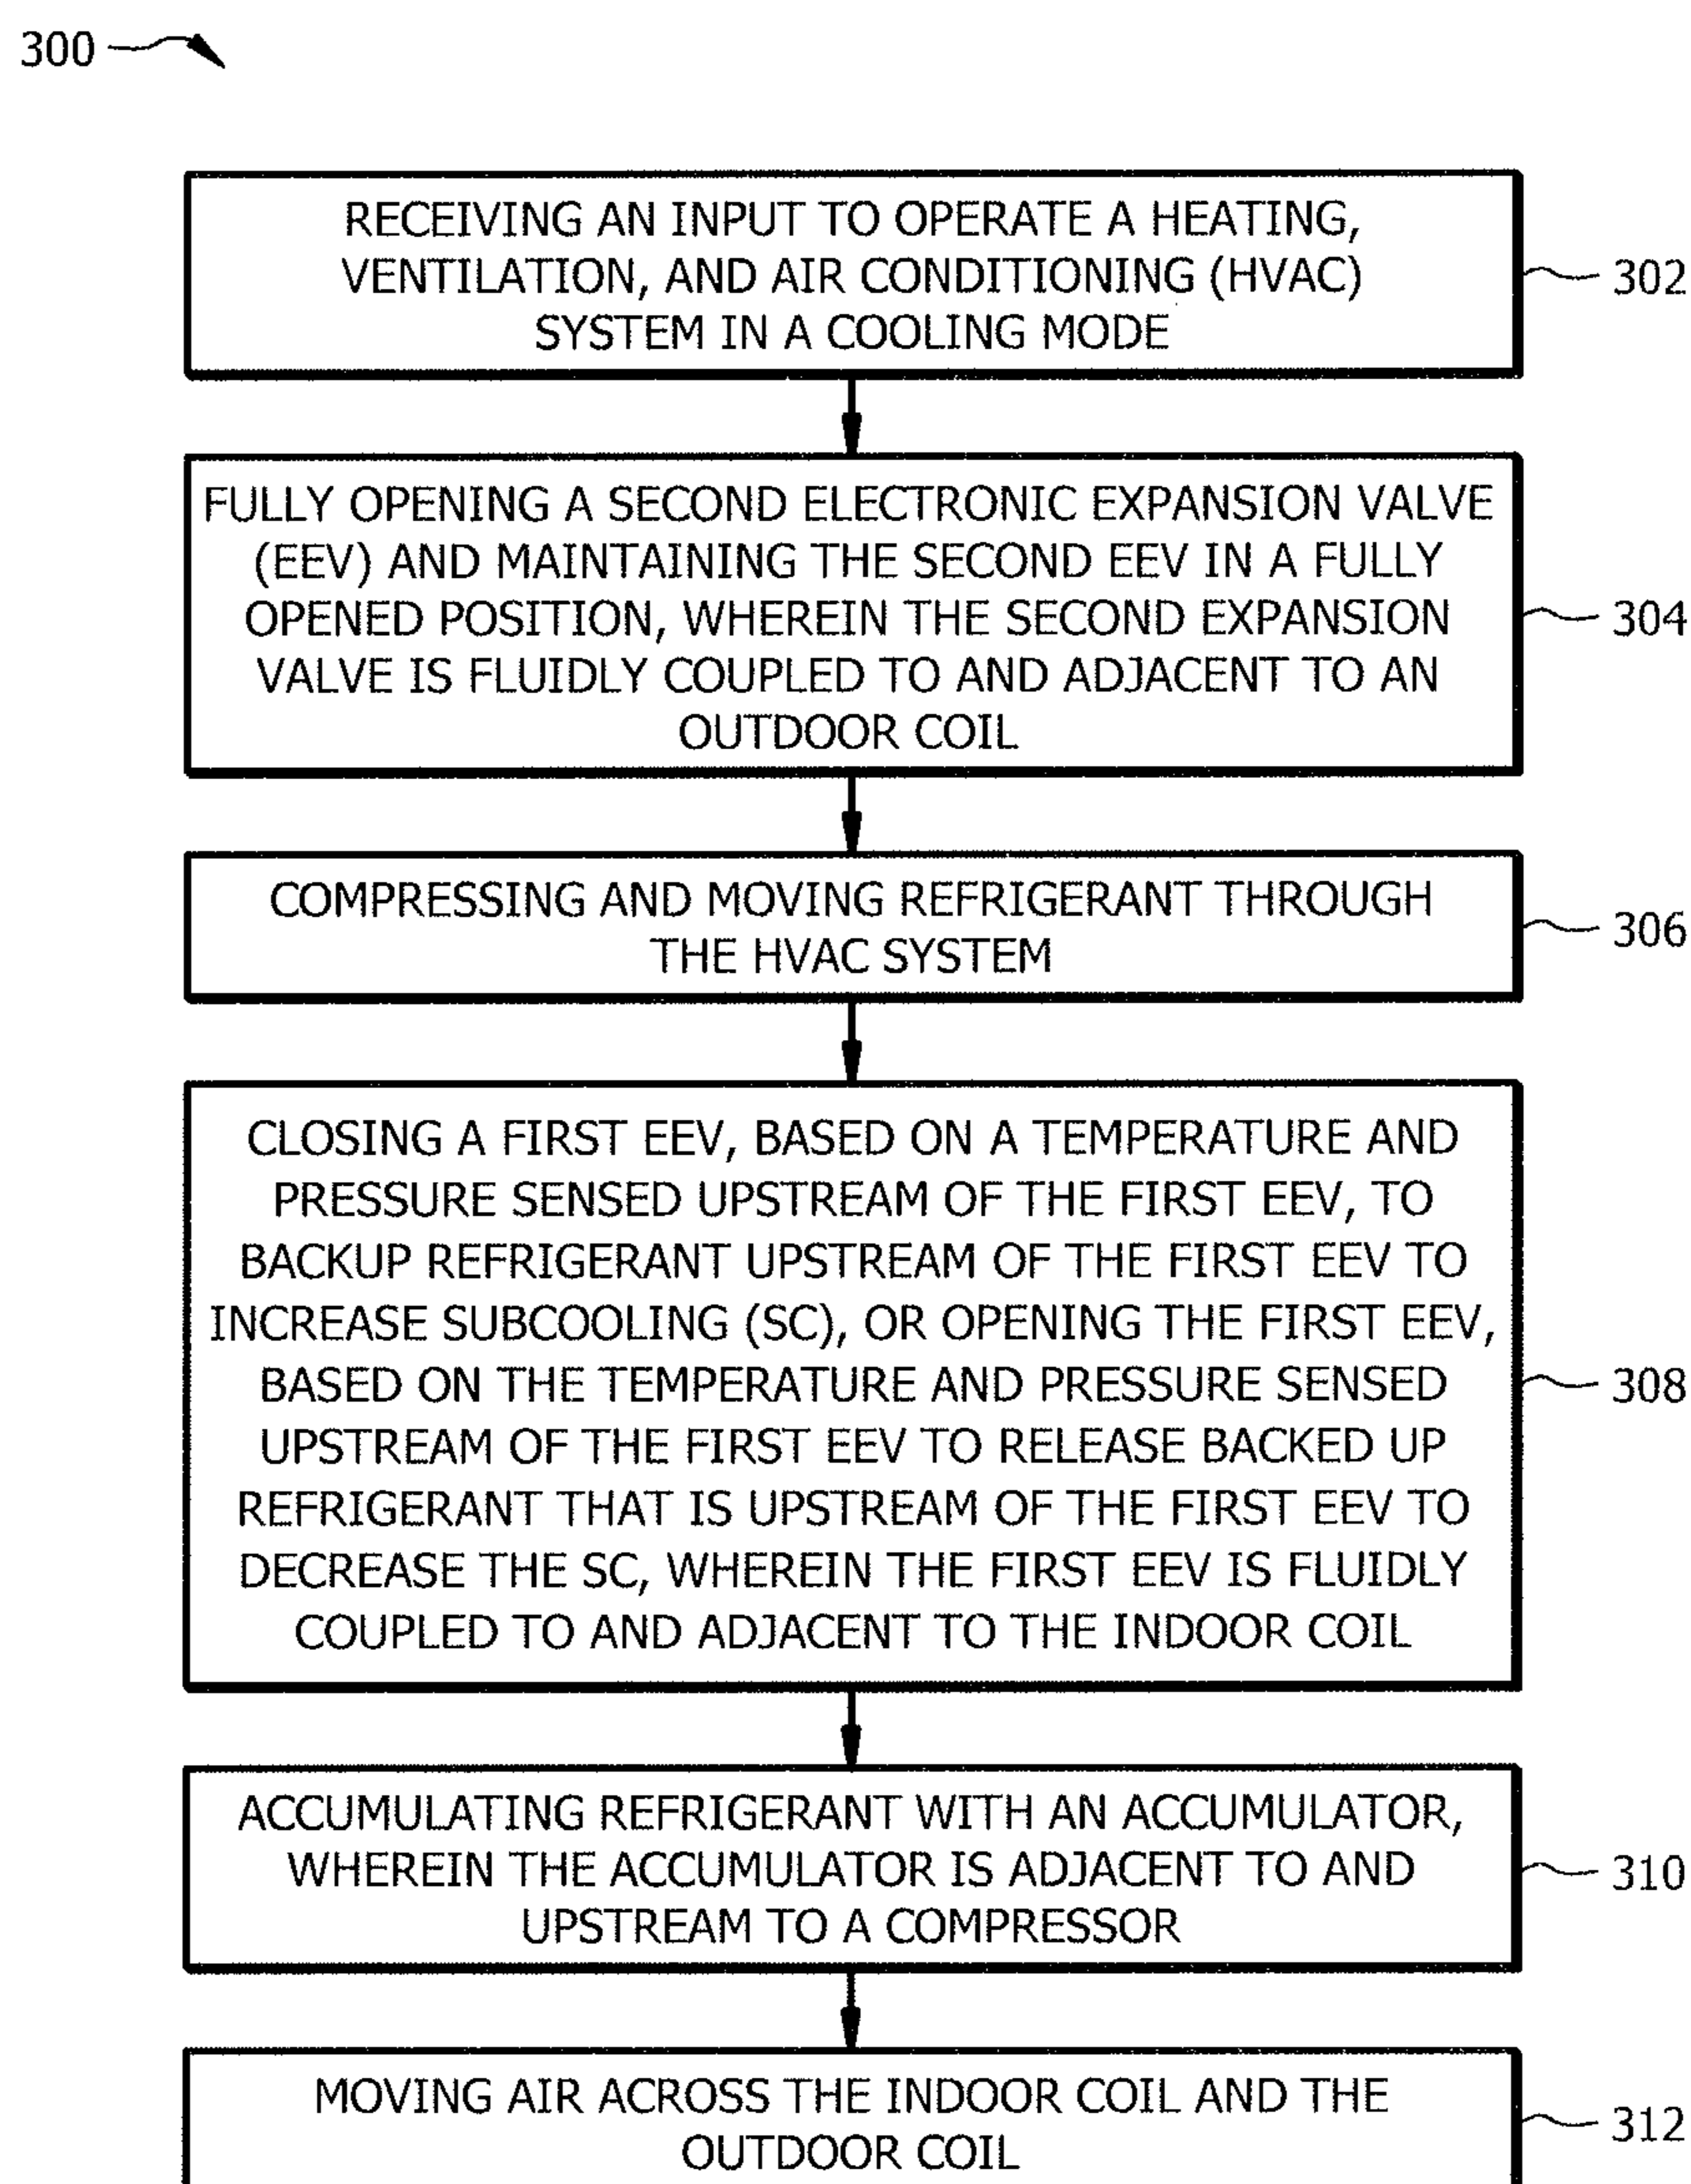 300
RECEIVING AN INPUT TO OPERATE A HEATING,
VENTILATION, AND AIR CONDITIONING (HVAC)
SYSTEM IN A COOLING MODE
302
FULLY OPENING A SECOND ELECTRONIC EXPANSION VALVE
(EEV) AND MAINTAINING THE SECOND EEV IN A FULLY
OPENED POSITION, WHEREIN THE SECOND EXPANSION
VALVE IS FLUIDLY COUPLED TO AND ADJACENT TO AN
OUTDOOR COIL
304
COMPRESSING AND MOVING REFRIGERANT THROUGH
THE HVAC SYSTEM
306
CLOSING A FIRST EEV, BASED ON A TEMPERATURE AND
PRESSURE SENSED UPSTREAM OF THE FIRST EEV, TO
BACKUP REFRIGERANT UPSTREAM OF THE FIRST EEV TO
INCREASE SUBCOOLING (SC), OR OPENING THE FIRST EEV,
BASED ON THE TEMPERATURE AND PRESSURE SENSED
UPSTREAM OF THE FIRST EEV TO RELEASE BACKED UP
REFRIGERANT THAT IS UPSTREAM OF THE FIRST EEV TO
DECREASE THE SC, WHEREIN THE FIRST EEV IS FLUIDLY
COUPLED TO AND ADJACENT TO THE INDOOR COIL
308
ACCUMULATING REFRIGERANT WITH AN ACCUMULATOR,
WHEREIN THE ACCUMULATOR IS ADJACENT TO AND
UPSTREAM TO A COMPRESSOR
310
MOVING AIR ACROSS THE INDOOR COIL AND THE
OUTDOOR COIL
312